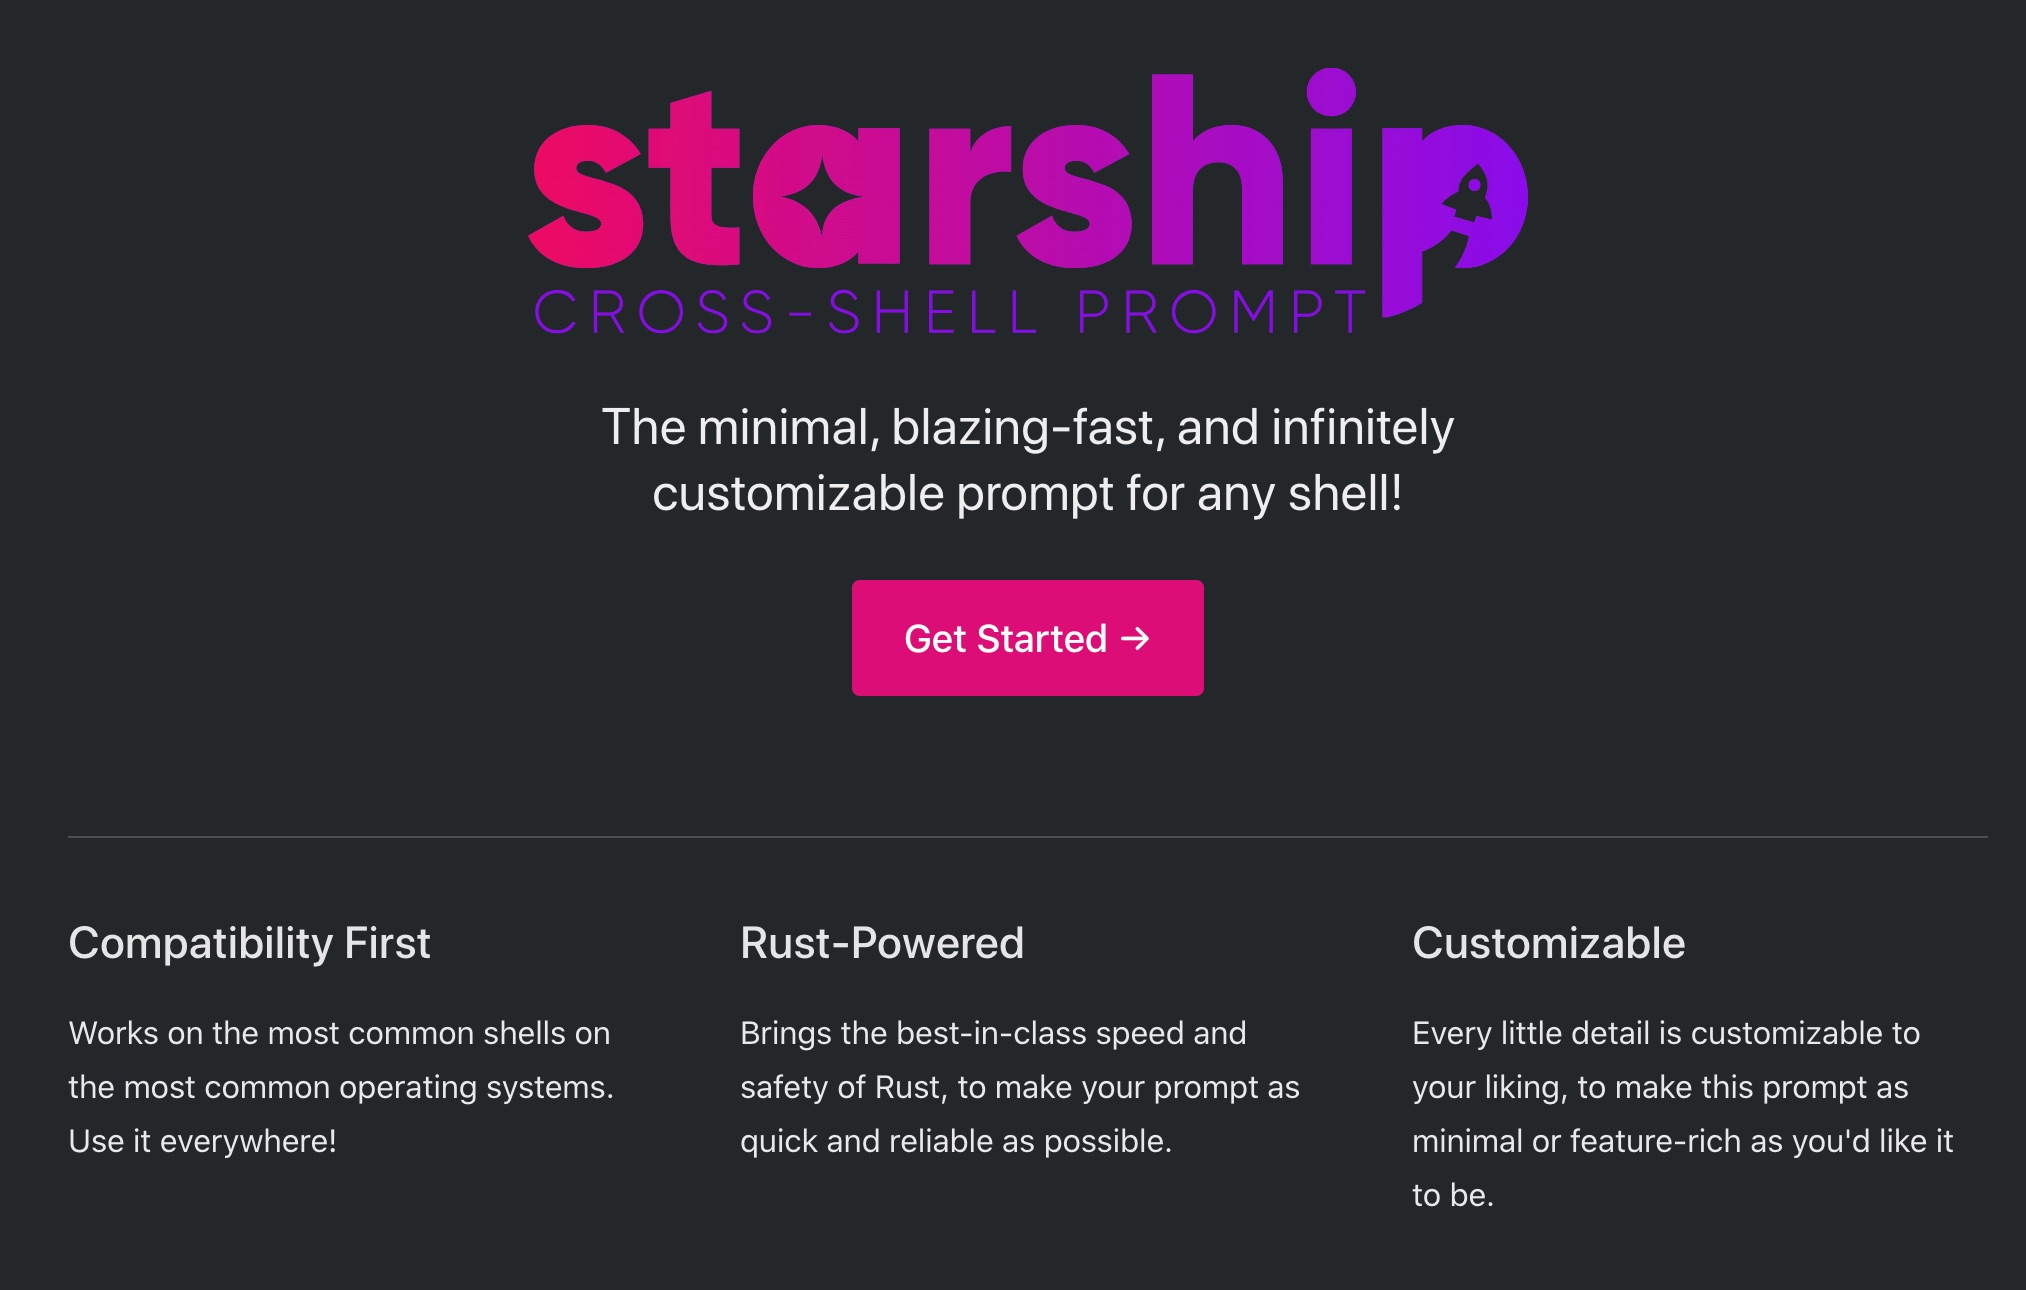 starship
CROSS-SHELL PROMPT
The minimal, blazing-fast, and infinitely
customizable prompt for any shell!
Get Started →
Compatibility First
Works on the most common shells on
the most common operating systems.
Use it everywhere!
Rust-Powered
Brings the best-in-class speed and
safety of Rust, to make your prompt as
quick and reliable as possible.
Customizable
Every little detail is customizable to
your liking, to make this prompt as
minimal or feature-rich as you'd like it
to be.